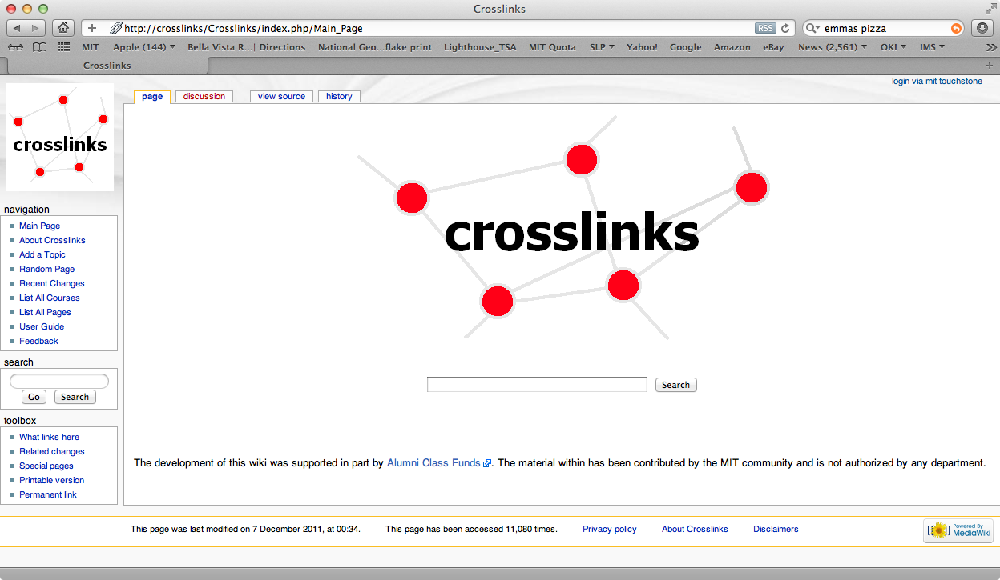 Crosslinks
http://crosslinks/Crosslinks/index.php/Main_Page
RSS
emmas pizza
MIT Apple (144) Bella Vista R...| Directions National Geo...flake print Lighthouse_TSA MIT Quota SLP Yahoo! Google Amazon eBay News (2,561) OKI IMS
Crosslinks
login via mit touchstone
page discussion view source history
crosslinks
crosslinks
navigation
Main Page
About Crosslinks
Add a Topic
Random Page
Recent Changes
List All Courses
List All Pages
User Guide
Feedback
search
Go Search
Search
toolbox
What links here
Related changes
Special pages
Printable version
Permanent link
The development of this wiki was supported in part by Alumni Class Funds. The material within has been contributed by the MIT community and is not authorized by any department.
This page was last modified on 7 December 2011, at 00:34. This page has been accessed 11,080 times. Privacy policy About Crosslinks Disclaimers
Powered By
MediaWiki